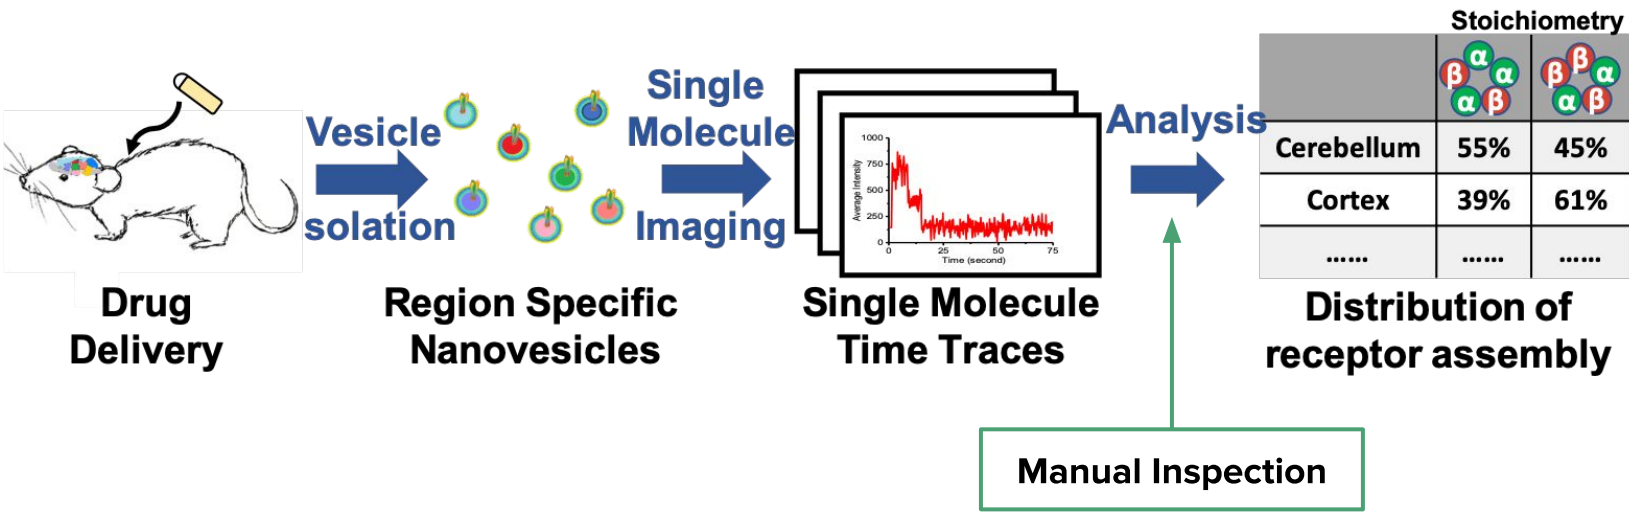 Drug
Delivery
Vesicle
solation
Region Specific
Nanovesicles
Single
Molecule
Imaging
1000
750
500
250
0
Average Intensity
0 25 50 75
Time (second)
Single Molecule
Time Traces
Analysis
Manual Inspection
Stoichiometry
α
β α
α β
β
β α
α β
Cerebellum 55% 45%
Cortex 39% 61%
...... ...... ......
Distribution of
receptor assembly